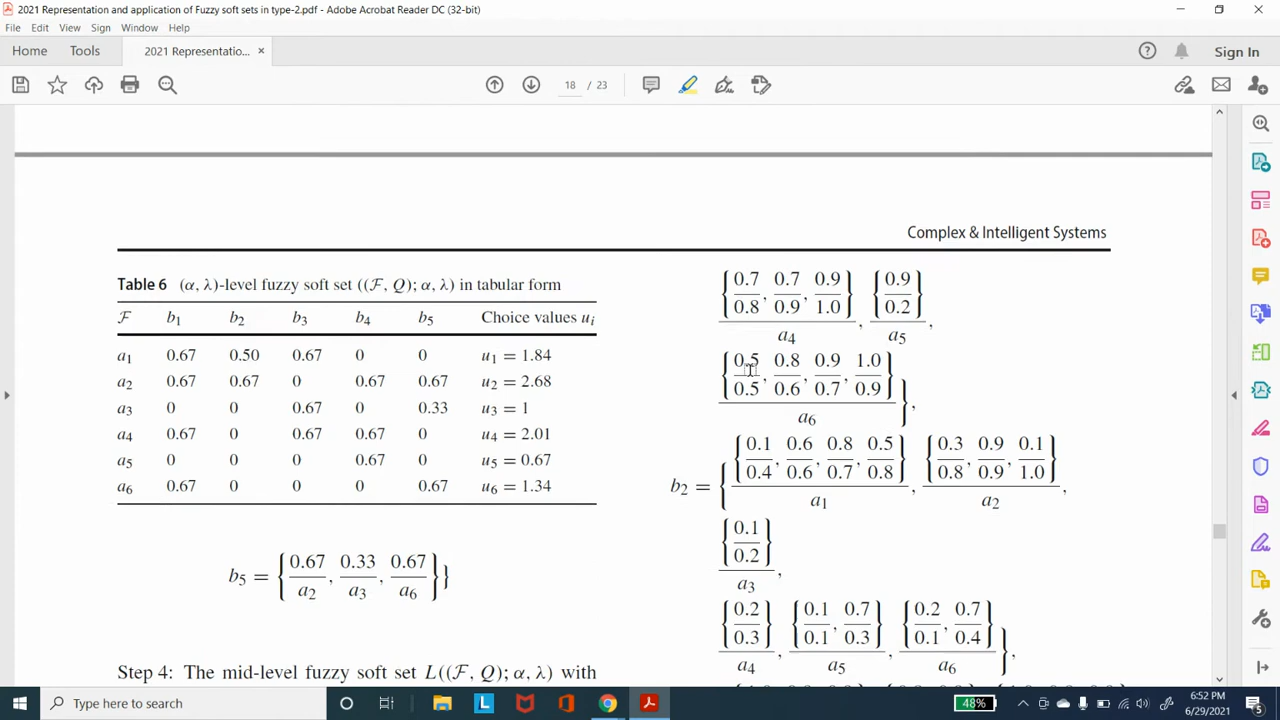 2021 Representation and application of Fuzzy soft sets in type-2.pdf - Adobe Acrobat Reader DC (32-bit)
File Edit View Sign Window Help
Home Tools 2021 Representatio... × Sign In
18 / 23
Complex & Intelligent Systems
Table 6 (α, λ)-level fuzzy soft set ((ℱ, Q); α, λ) in tabular form
ℱ b1 b2 b3 b4 b5 Choice values ui
a1 0.67 0.50 0.67 0 0 u1 = 1.84
a2 0.67 0.67 0 0.67 0.67 u2 = 2.68
a3 0 0 0.67 0 0.33 u3 = 1
a4 0.67 0 0.67 0.67 0 u4 = 2.01
a5 0 0 0 0.67 0 u5 = 0.67
a6 0.67 0 0 0 0.67 u6 = 1.34
b5 = { 0.67/a2, 0.33/a3, 0.67/a6 } }
Step 4: The mid-level fuzzy soft set L((ℱ, Q); α, λ) with
{ 0.7/0.8, 0.7/0.9, 0.9/1.0 } / a4, { 0.9/0.2 } / a5,
{ 0.5/0.5, 0.8/0.6, 0.9/0.7, 1.0/0.9 } / a6 },
b2 = { { 0.1/0.4, 0.6/0.6, 0.8/0.7, 0.5/0.8 } / a1, { 0.3/0.8, 0.9/0.9, 0.1/1.0 } / a2,
{ 0.1/0.2 } / a3,
{ 0.2/0.3 } / a4, { 0.1/0.1, 0.7/0.3 } / a5, { 0.2/0.1, 0.7/0.4 } / a6 },
Type here to search
48%
6:52 PM
6/29/2021
5